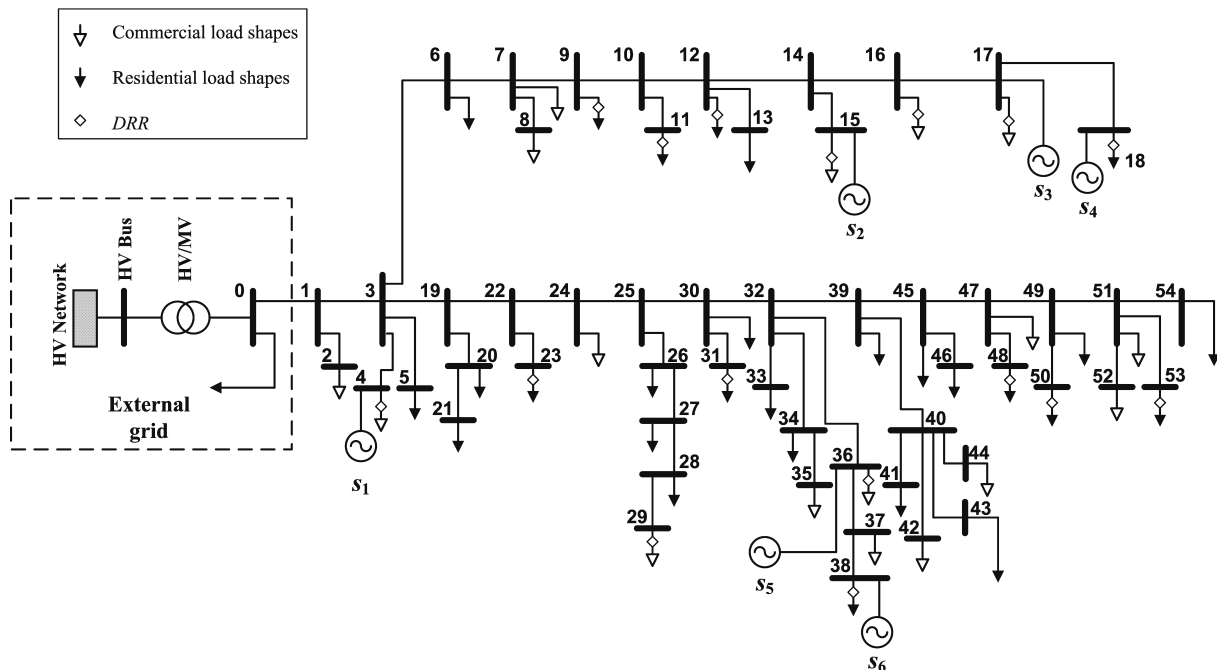 Commercial load shapes
Residential load shapes
DRR
6 7 9 10 12 14 16 17
8 11 13 15 18
s3 s4
s2
HV Network
HV Bus
HV/MV
0 1 3 19 22 24 25 30 32 39 45 47 49 51 54
2 4 5 20 23 26 31 33 46 48 50 52 53
External
grid
21 27 34 40
s1
28 35 36 41 44
29 37 42 43
s5 38
s6